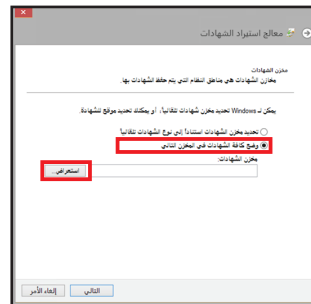 معالج استيراد الشهادات
مخزن الشهادات
مخازن الشهادات هي مناطق النظام التي يتم حفظ الشهادات بها.
يمكن لـ Windows تحديد مخزن شهادات تلقائياً، أو يمكنك تحديد موقع للشهادة.
تحديد مخزن الشهادات استناداً إلى نوع الشهادات تلقائياً
وضع كافة الشهادات في المخزن التالي
مخزن الشهادات:
استعراض...
التالي
إلغاء الأمر